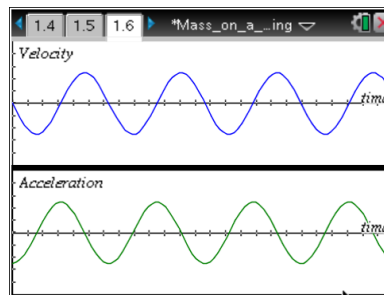 1.4 1.5 1.6 *Mass_on_a_…ing
Velocity
time
Acceleration
time